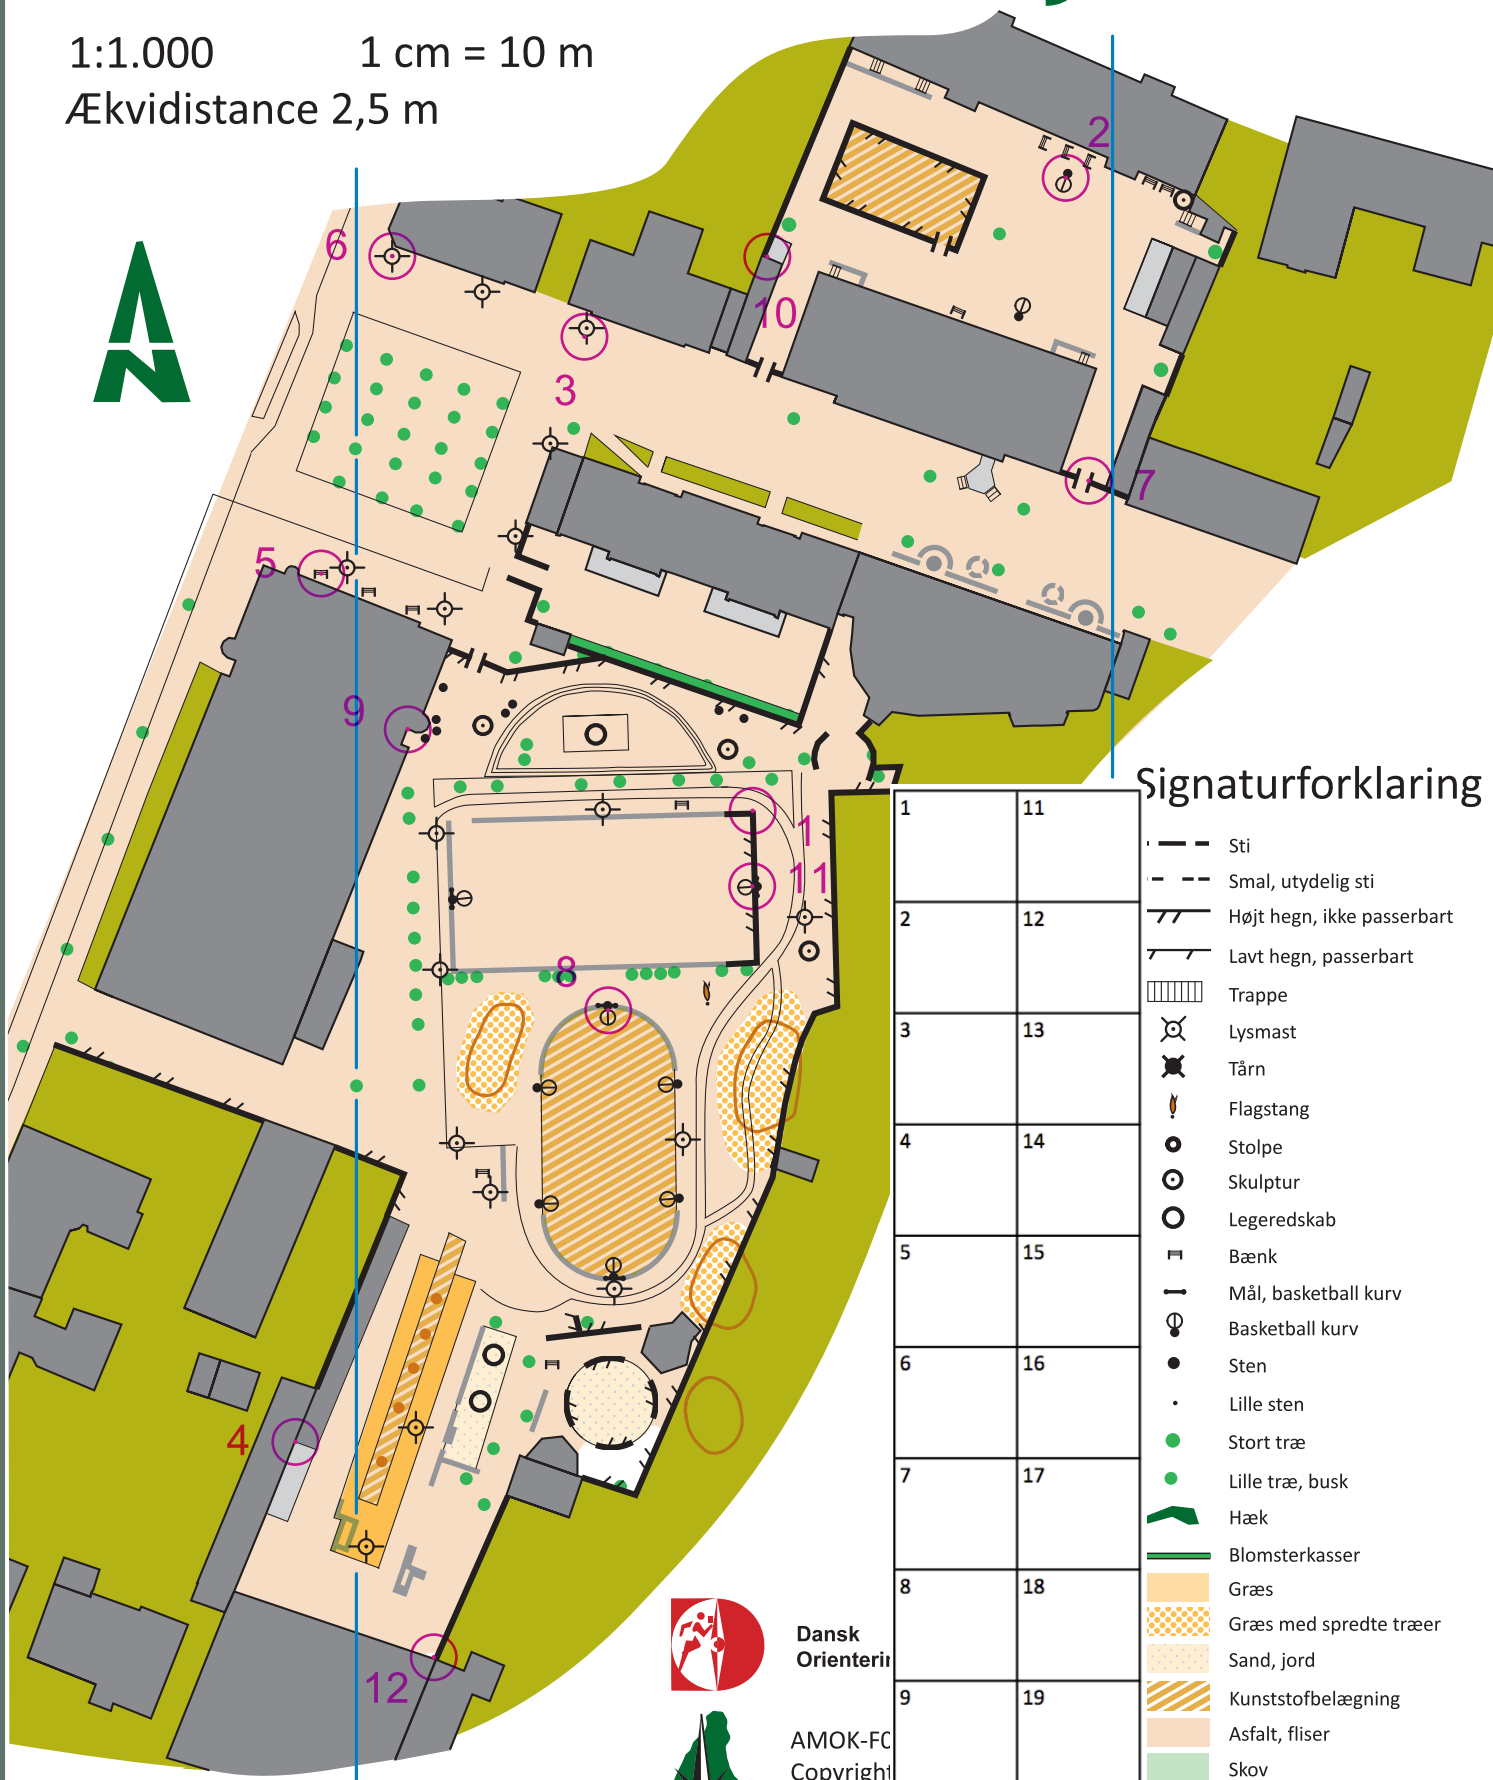 1:1.000 1 cm = 10 m
Ækvidistance 2,5 m
2
6
10
3
7
5
9
1
11
8
4
12
Signaturforklaring
Sti
Smal, utydelig sti
Højt hegn, ikke passerbart
Lavt hegn, passerbart
Trappe
Lysmast
Tårn
Flagstang
Stolpe
Skulptur
Legeredskab
Bænk
Mål, basketball kurv
Basketball kurv
Sten
Lille sten
Stort træ
Lille træ, busk
Hæk
Blomsterkasser
Græs
Græs med spredte træer
Sand, jord
Kunststofbelægning
Asfalt, fliser
Skov
1 11
2 12
3 13
4 14
5 15
6 16
7 17
8 18
9 19
Dansk
Orienterin
AMOK-FO
Copyright